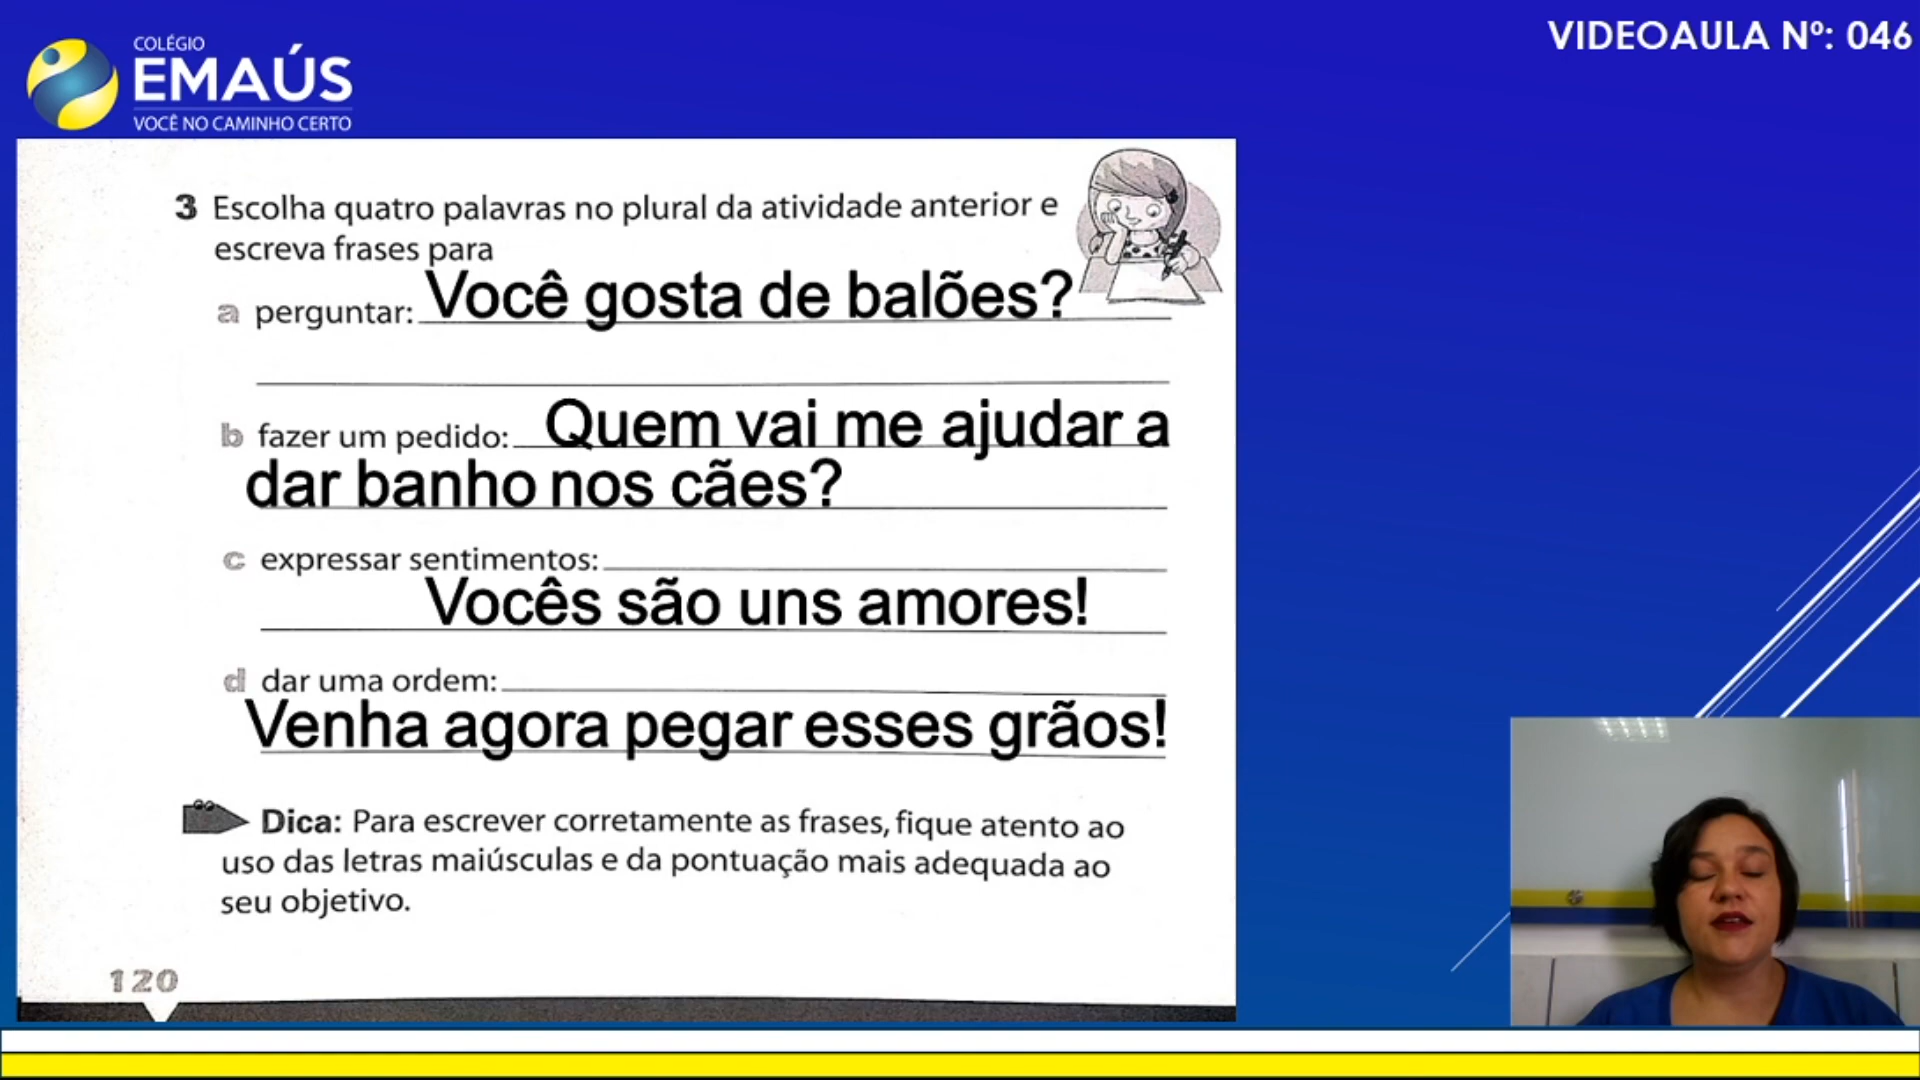 COLÉGIO
EMAÚS
VOCÊ NO CAMINHO CERTO
VIDEOAULA Nº: 046
3 Escolha quatro palavras no plural da atividade anterior e
escreva frases para
a perguntar: Você gosta de balões?
b fazer um pedido: Quem vai me ajudar a
dar banho nos cães?
c expressar sentimentos:
Vocês são uns amores!
d dar uma ordem:
Venha agora pegar esses grãos!
Dica: Para escrever corretamente as frases, fique atento ao
uso das letras maiúsculas e da pontuação mais adequada ao
seu objetivo.
120